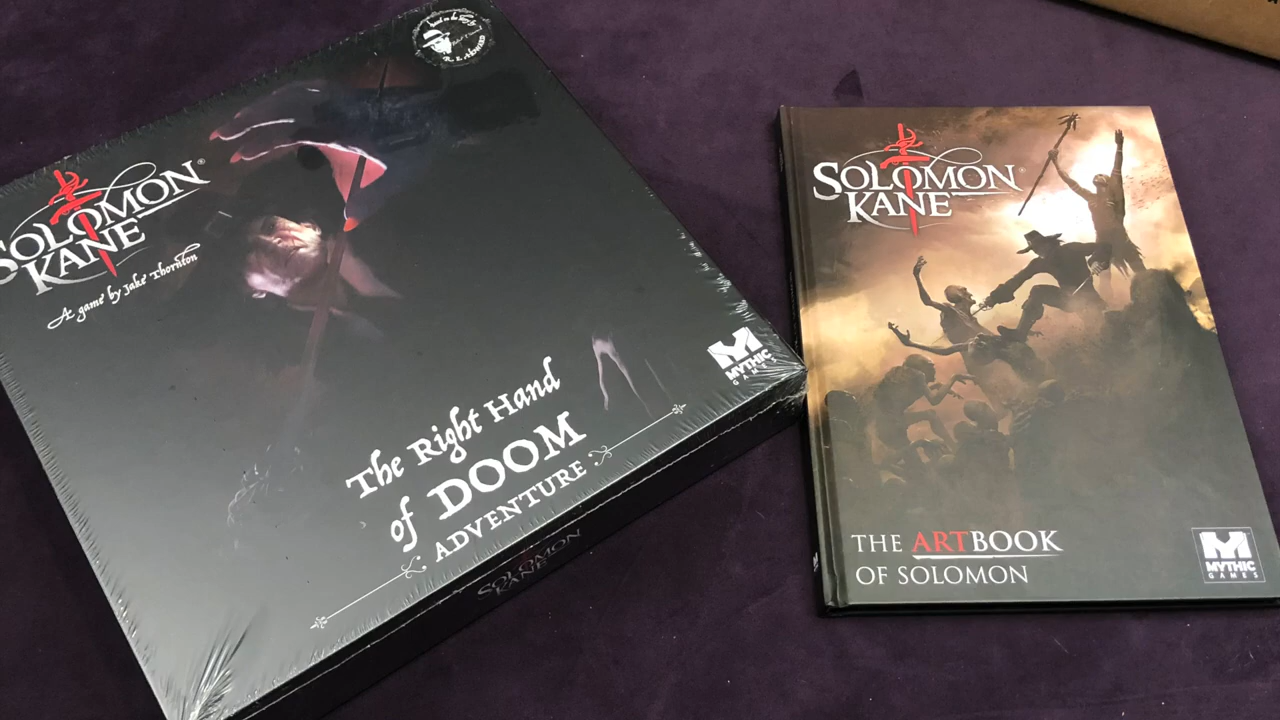 SOLOMON
KANE
A game by Jake Thornton
R. E. HOWARD
MYTHIC
GAMES
The Right Hand
of DOOM
ADVENTURE
SOLOMON
KANE
SOLOMON
KANE
THE ARTBOOK
OF SOLOMON
MYTHIC
GAMES